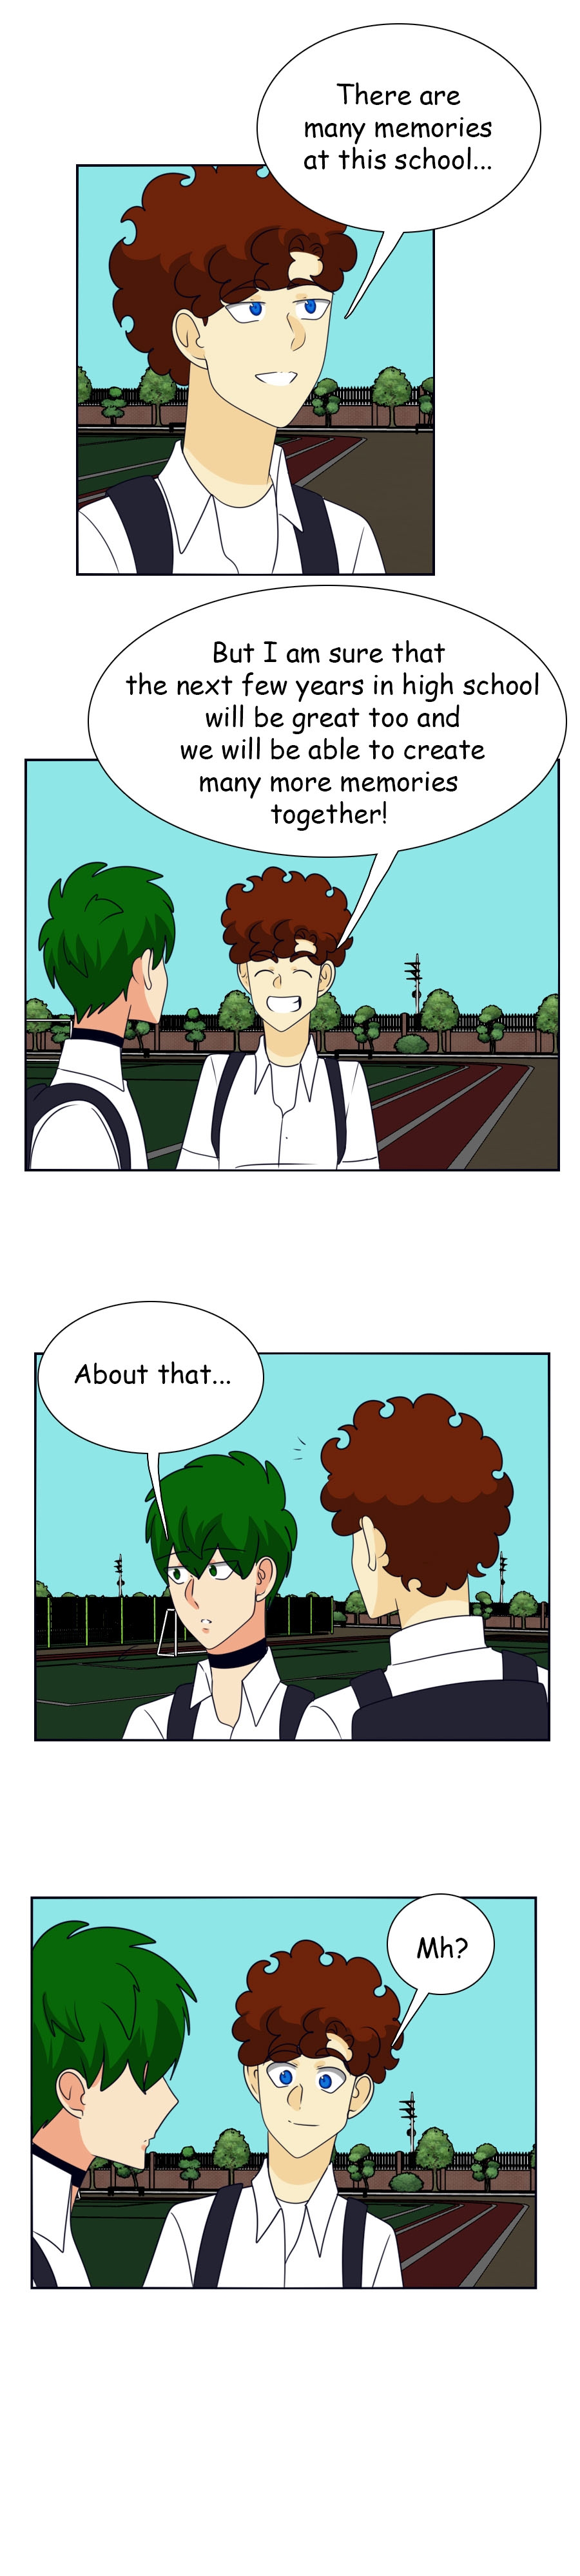 There are
many memories
at this school...
But I am sure that
the next few years in high school
will be great too and
we will be able to create
many more memories
together!
About that...
Mh?